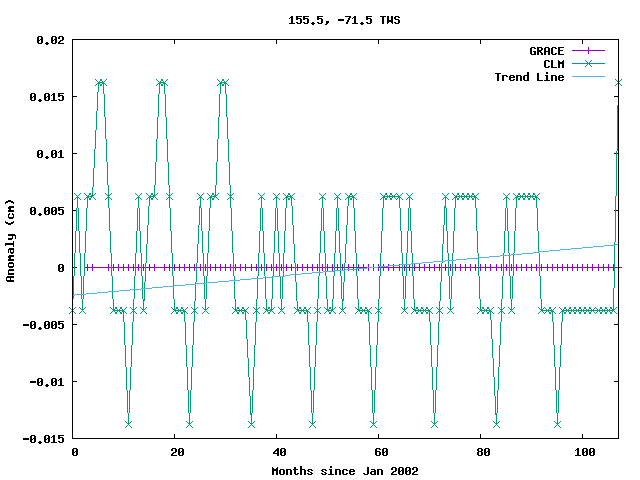 155.5, -71.5 TWS
GRACE
CLM
Trend Line
0.02
0.015
0.01
0.005
0
-0.005
-0.01
-0.015
Anomaly (cm)
0 20 40 60 80 100
Months since Jan 2002